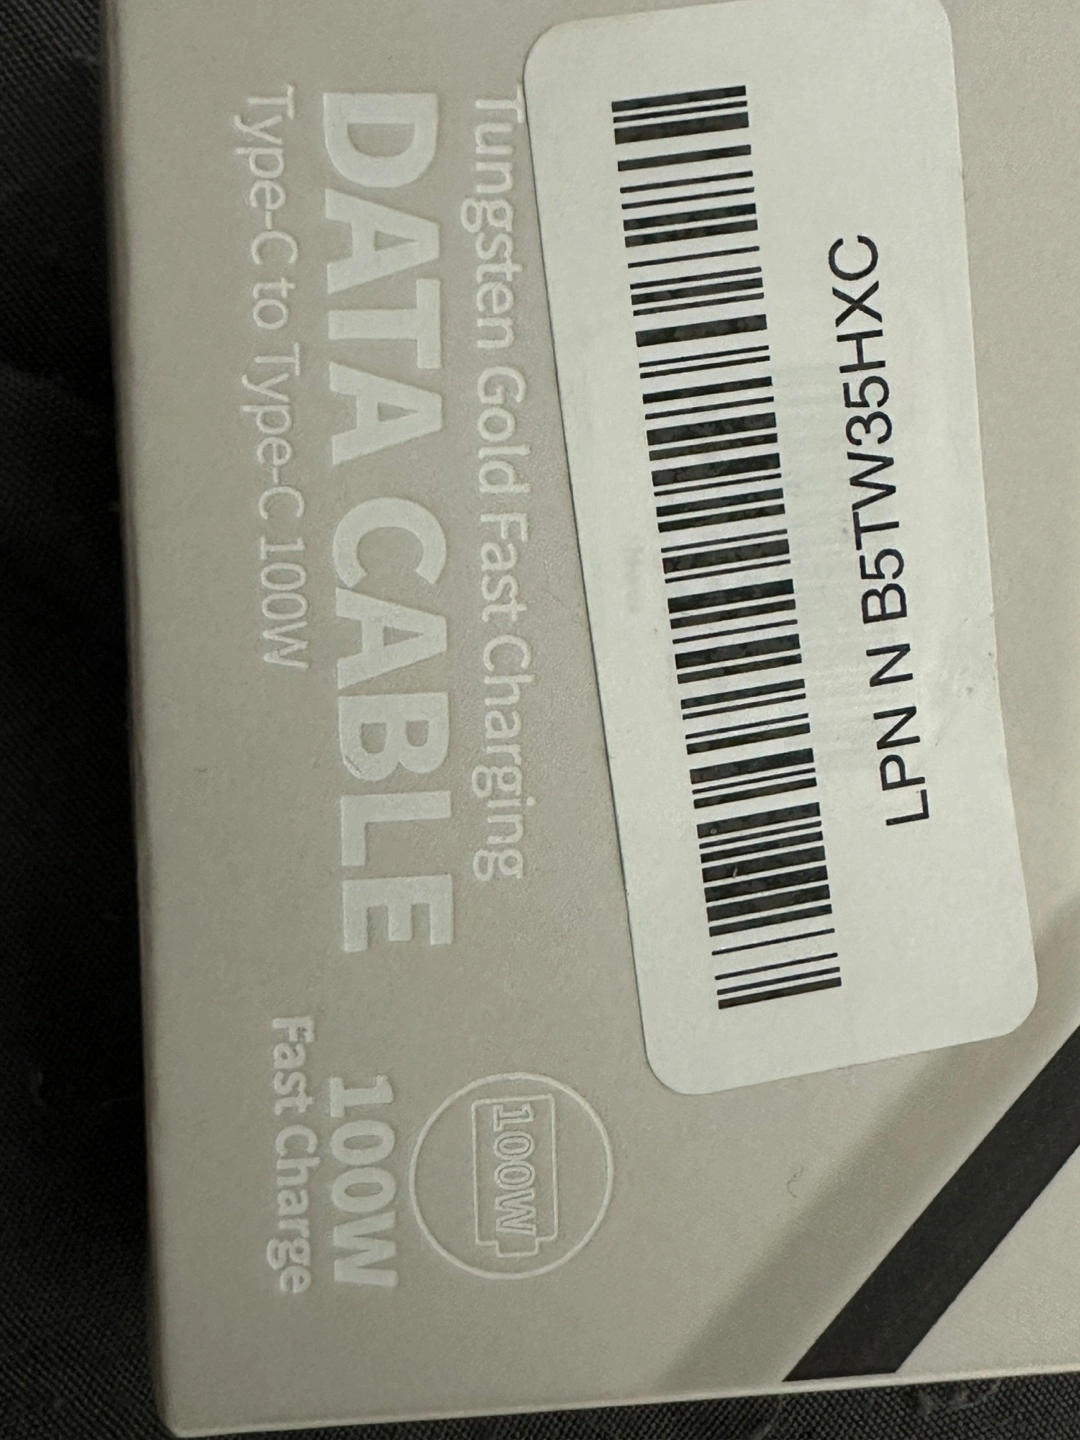 Tungsten Gold Fast Charging
DATA CABLE
Type-C to Type-C 100W
100W
100W
Fast Charge
LPN N B5TW35HXC